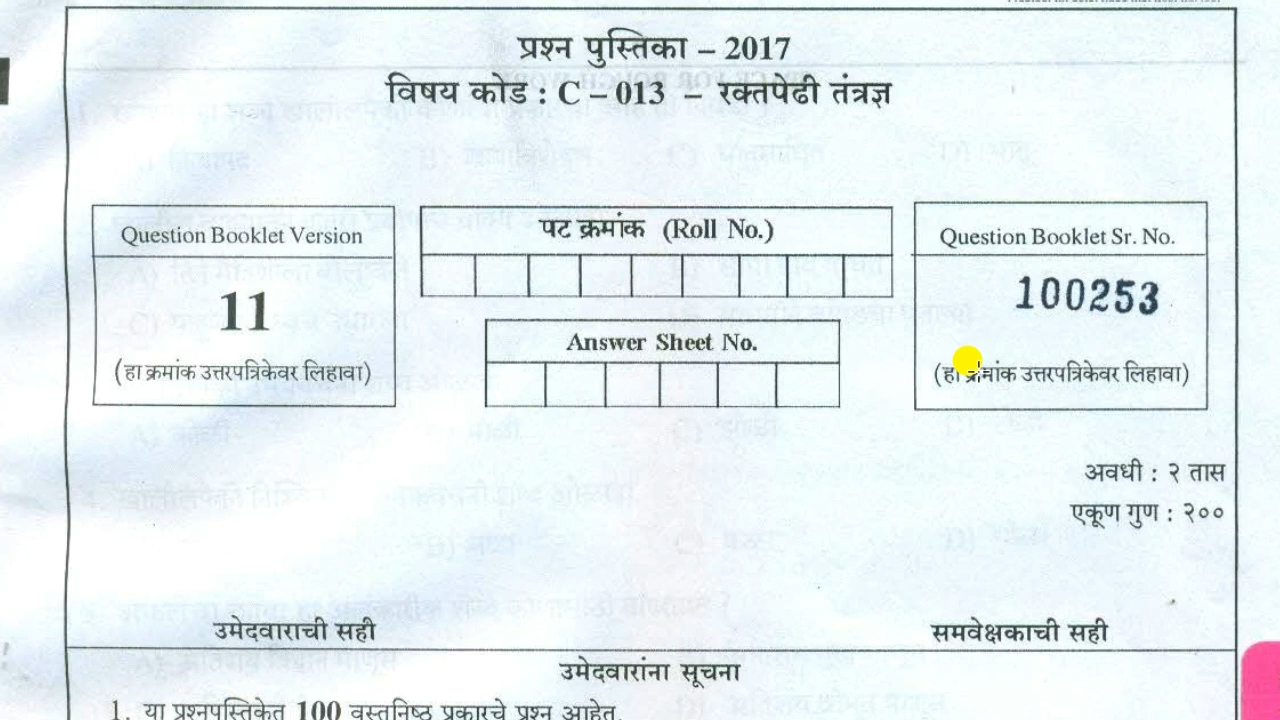 प्रश्न पुस्तिका – 2017
विषय कोड : C – 013 – रक्तपेढी तंत्रज्ञ
Question Booklet Version
11
(हा क्रमांक उत्तरपत्रिकेवर लिहावा)
पट क्रमांक (Roll No.)
Answer Sheet No.
Question Booklet Sr. No.
100253
(हा क्रमांक उत्तरपत्रिकेवर लिहावा)
अवधी : २ तास
एकूण गुण : २००
उमेदवाराची सही
समवेक्षकाची सही
उमेदवारांना सूचना
1. या प्रश्नपुस्तिकेत 100 वस्तुनिष्ठ प्रकारचे प्रश्न आहेत.